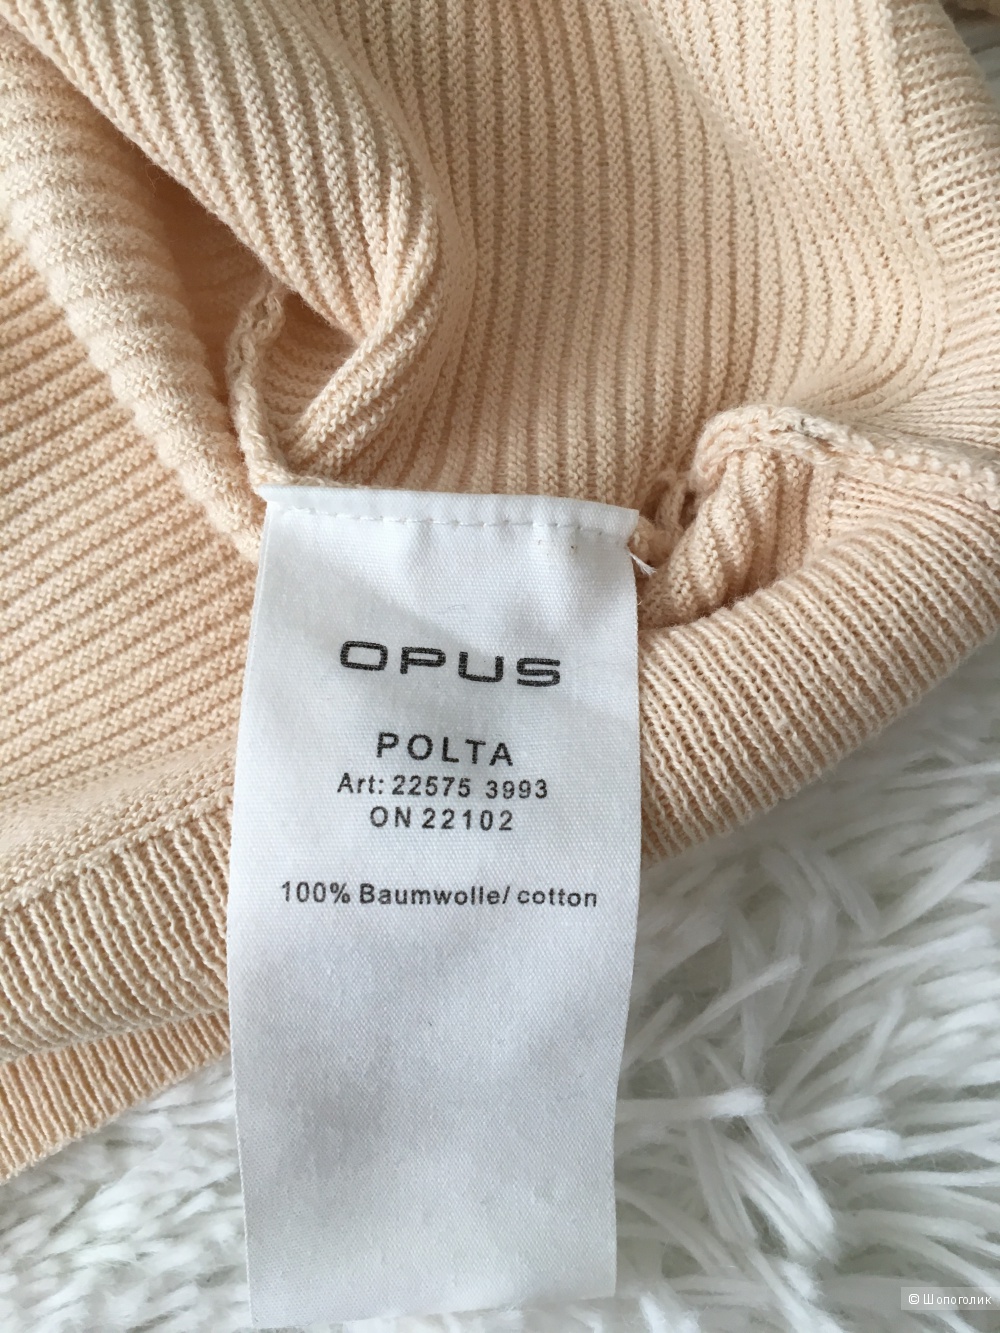 OPUS
POLTA
Art: 22575 3993
ON 22102
100% Baumwolle/ cotton
© Шопоголик